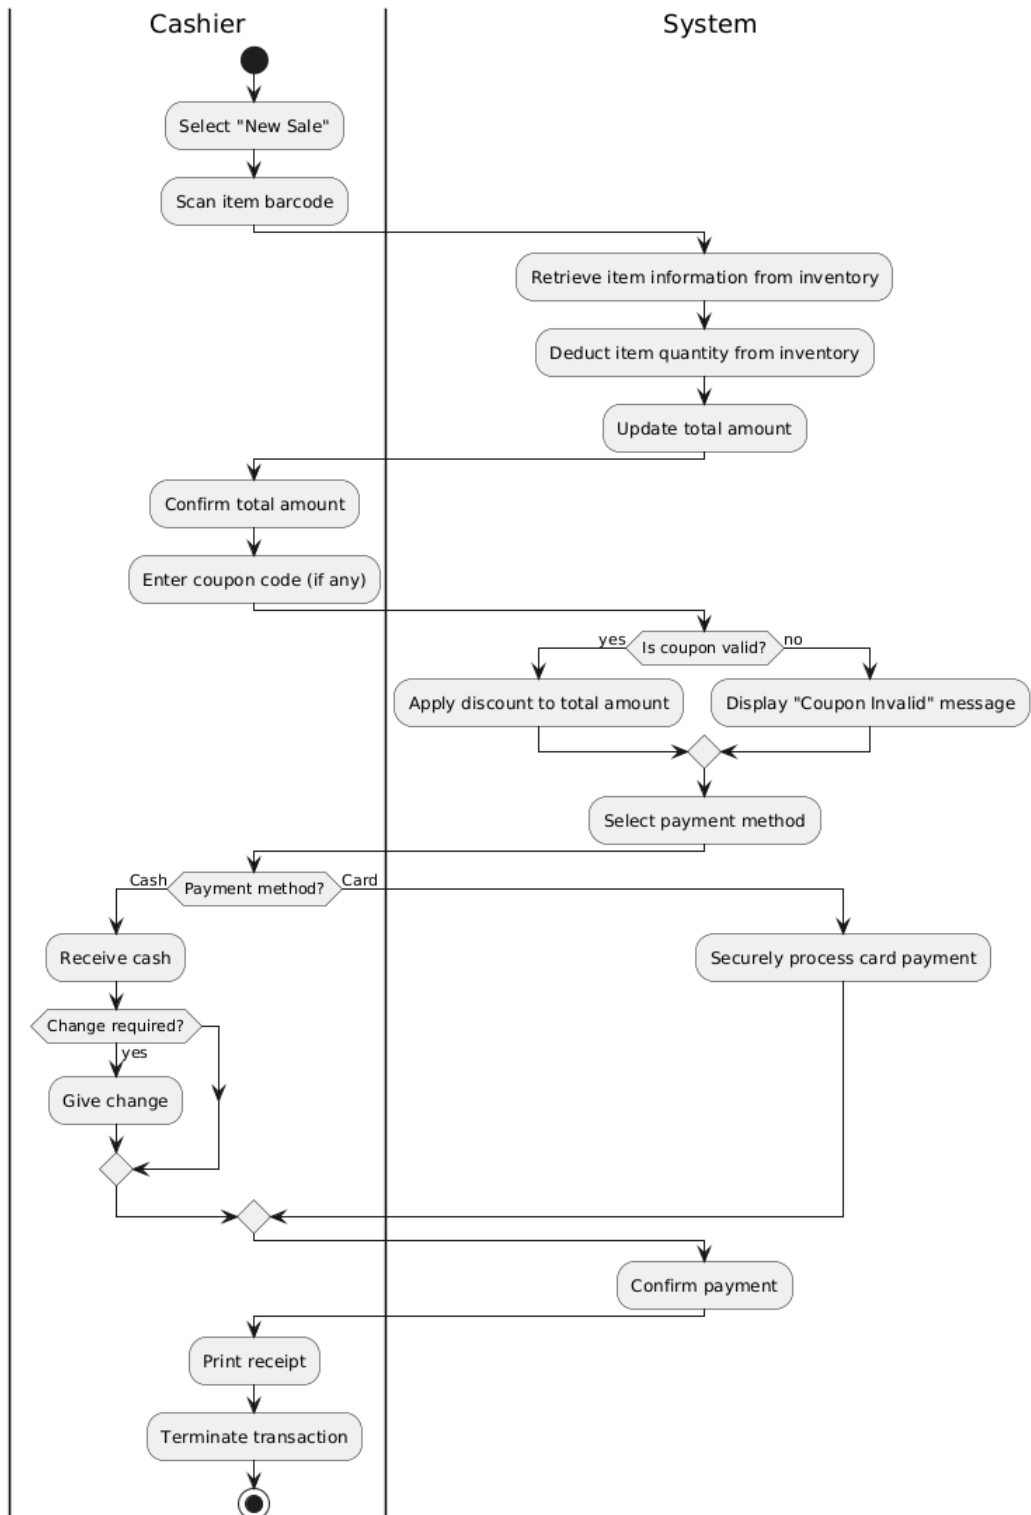 Cashier
System
Select "New Sale"
Scan item barcode
Retrieve item information from inventory
Deduct item quantity from inventory
Update total amount
Confirm total amount
Enter coupon code (if any)
yes
Is coupon valid?
no
Apply discount to total amount
Display "Coupon Invalid" message
Select payment method
Cash
Payment method?
Card
Receive cash
Securely process card payment
Change required?
yes
Give change
Confirm payment
Print receipt
Terminate transaction